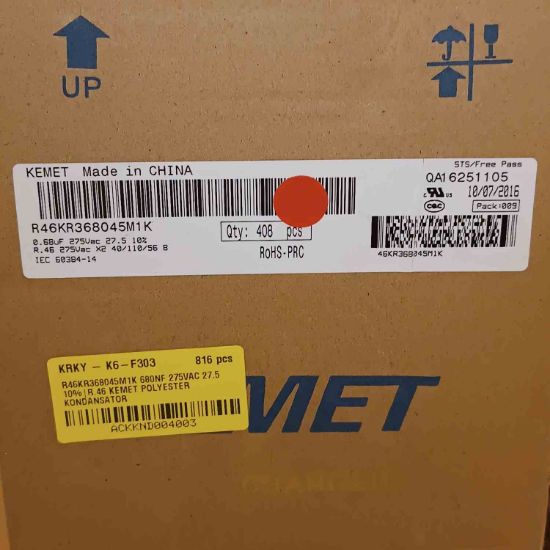 UP
STS/Free Pass
KEMET Made in CHINA
QA16251105
10/07/2016
Pack:009
R46KR368045M1K
Qty: 408 pcs
0.68uF 275Vac 27.5 10%
R.46 275Vac X2 40/110/56 B
IEC 60384-14
RoHS-PRC
46KR368045M1K
KRKY - K6-F303 816 pcs
R46KR368045M1K 680NF 275VAC 27.5
10% | R.46 KEMET POLYESTER
KONDANSATOR
ACKKND004003
MET